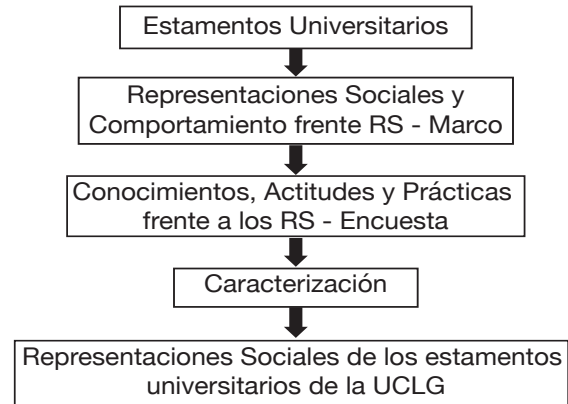 Estamentos Universitarios
Representaciones Sociales y
Comportamiento frente RS - Marco
Conocimientos, Actitudes y Prácticas
frente a los RS - Encuesta
Caracterización
Representaciones Sociales de los estamentos
universitarios de la UCLG